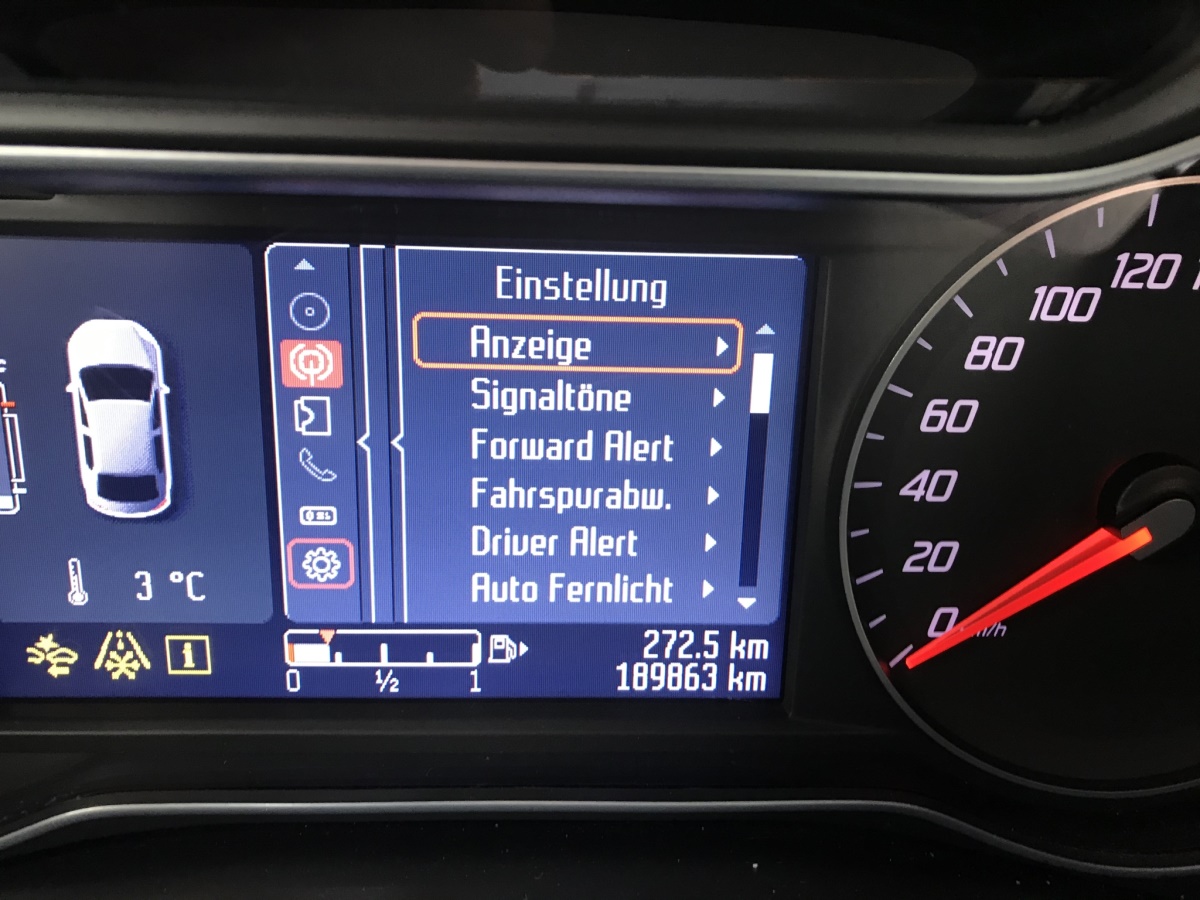 Einstellung
Anzeige
Signaltöne
Forward Alert
Fahrspurabw.
Driver Alert
Auto Fernlicht
3 °C
i
0 ½ 1
272.5 km
189863 km
120
100
80
60
40
20
0
km/h